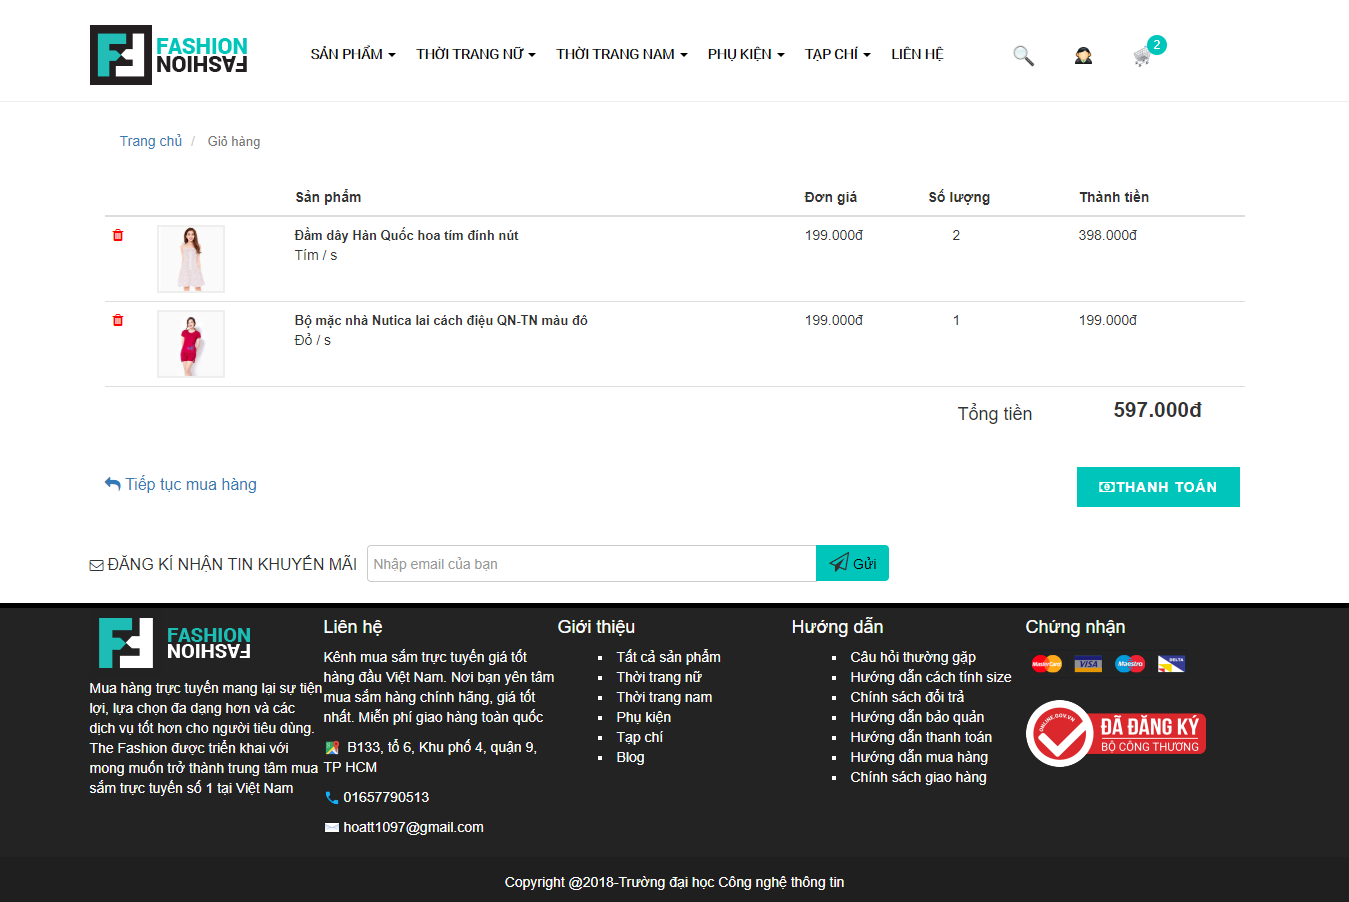 FASHION
FASHION
SẢN PHẨM
THỜI TRANG NỮ
THỜI TRANG NAM
PHỤ KIỆN
TẠP CHÍ
LIÊN HỆ
2
Trang chủ / Giỏ hàng
Sản phẩm Đơn giá Số lượng Thành tiền
Đầm dây Hàn Quốc hoa tím đính nút 199.000đ 2 398.000đ
Tím / s
Bộ mặc nhà Nutica lai cách điệu QN-TN màu đỏ 199.000đ 1 199.000đ
Đỏ / s
Tổng tiền 597.000đ
Tiếp tục mua hàng
THANH TOÁN
ĐĂNG KÍ NHẬN TIN KHUYẾN MÃI
Nhập email của bạn
Gửi
FASHION
FASHION
Mua hàng trực tuyến mang lại sự tiện
lợi, lựa chọn đa dạng hơn và các
dịch vụ tốt hơn cho người tiêu dùng.
The Fashion được triển khai với
mong muốn trở thành trung tâm mua
sắm trực tuyến số 1 tại Việt Nam
Liên hệ
Kênh mua sắm trực tuyến giá tốt
hàng đầu Việt Nam. Nơi bạn yên tâm
mua sắm hàng chính hãng, giá tốt
nhất. Miễn phí giao hàng toàn quốc
B133, tổ 6, Khu phố 4, quận 9,
TP HCM
01657790513
hoatt1097@gmail.com
Giới thiệu
Tất cả sản phẩm
Thời trang nữ
Thời trang nam
Phụ kiện
Tạp chí
Blog
Hướng dẫn
Câu hỏi thường gặp
Hướng dẫn cách tính size
Chính sách đổi trả
Hướng dẫn bảo quản
Hướng dẫn thanh toán
Hướng dẫn mua hàng
Chính sách giao hàng
Chứng nhận
MasterCard
VISA
Maestro
DELTA
ONLINE.GOV.VN
ĐÃ ĐĂNG KÝ
BỘ CÔNG THƯƠNG
Copyright @2018-Trường đại học Công nghệ thông tin